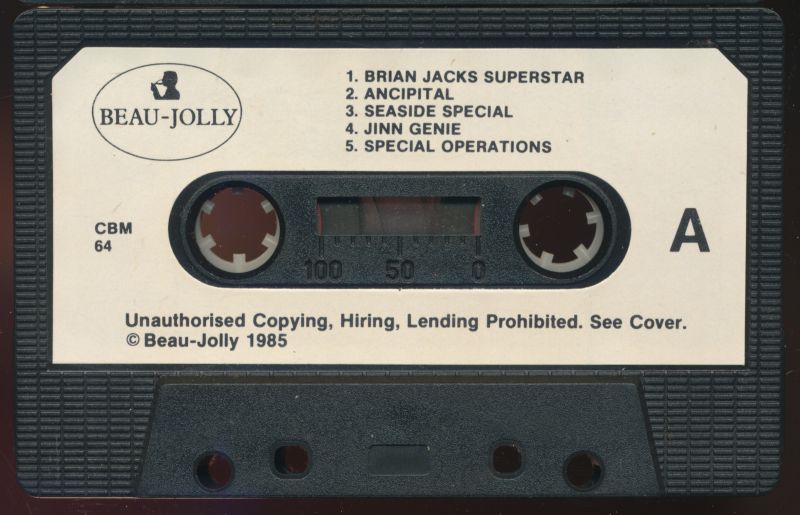 BEAU-JOLLY
1. BRIAN JACKS SUPERSTAR
2. ANCIPITAL
3. SEASIDE SPECIAL
4. JINN GENIE
5. SPECIAL OPERATIONS
CBM
64
A
100 50 0
Unauthorised Copying, Hiring, Lending Prohibited. See Cover.
© Beau-Jolly 1985